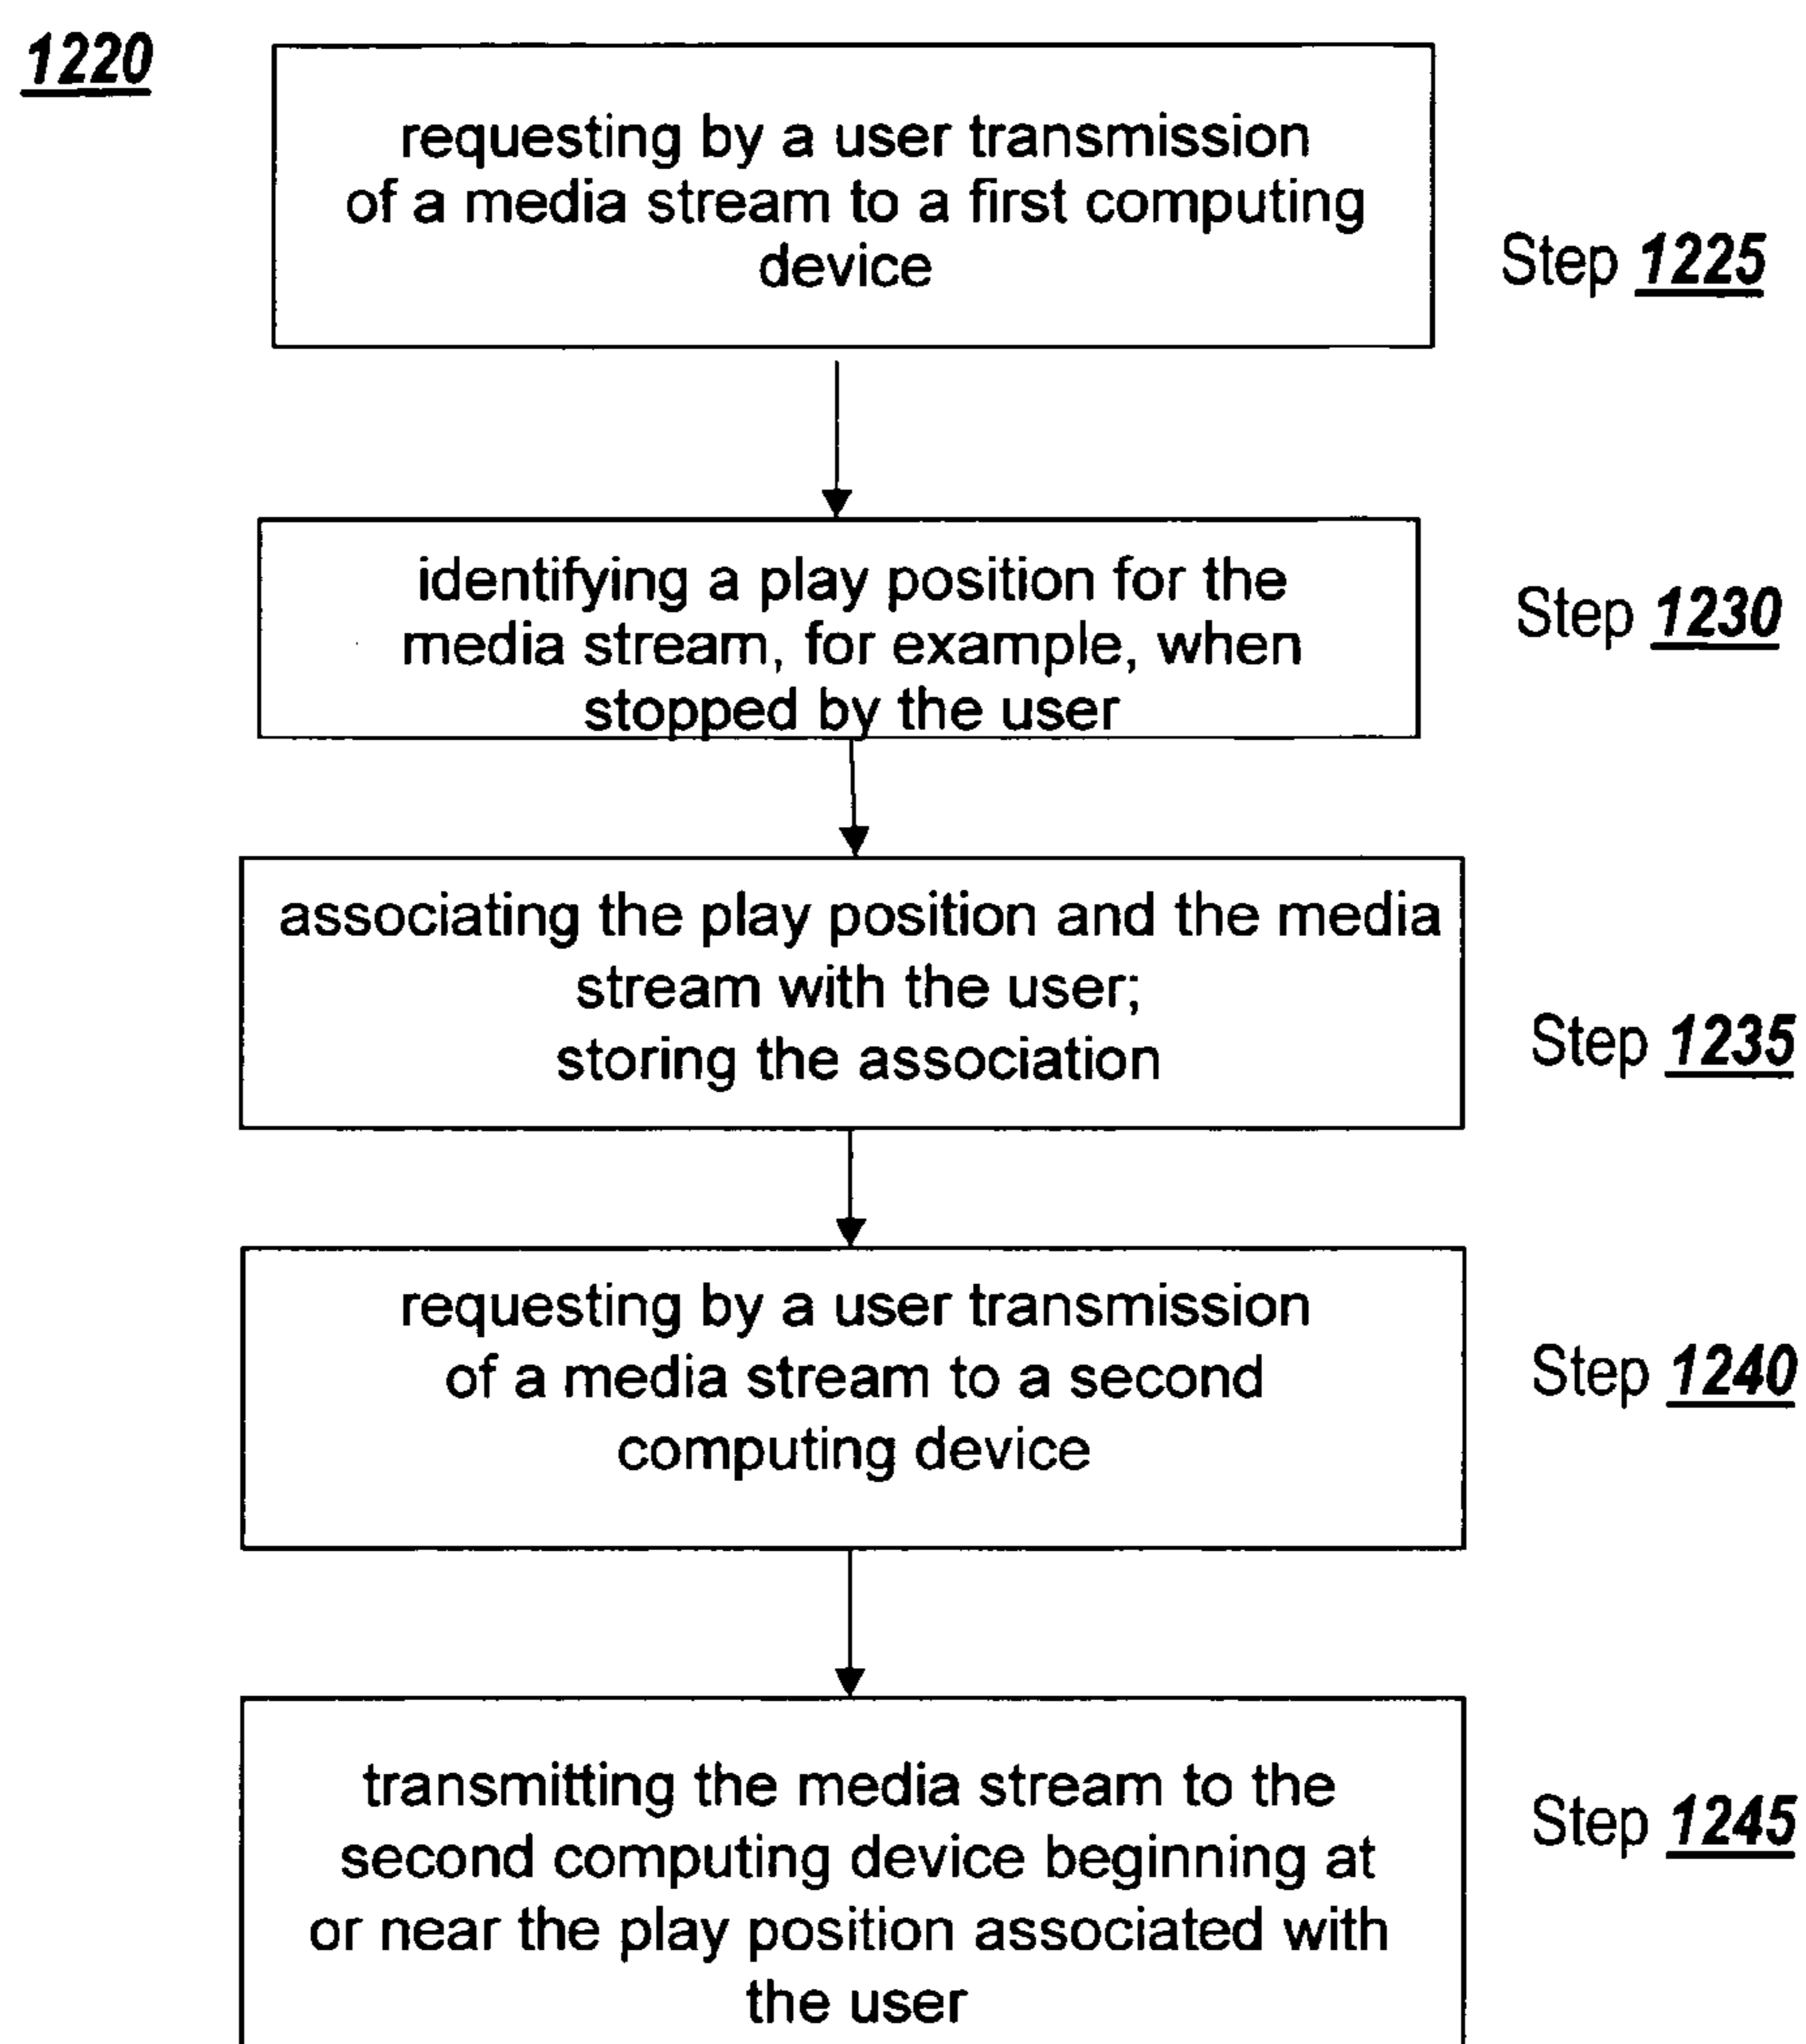 1220
requesting by a user transmission
of a media stream to a first computing
device
Step 1225
identifying a play position for the
media stream, for example, when
stopped by the user
Step 1230
associating the play position and the media
stream with the user;
storing the association
Step 1235
requesting by a user transmission
of a media stream to a second
computing device
Step 1240
transmitting the media stream to the
second computing device beginning at
or near the play position associated with
the user
Step 1245